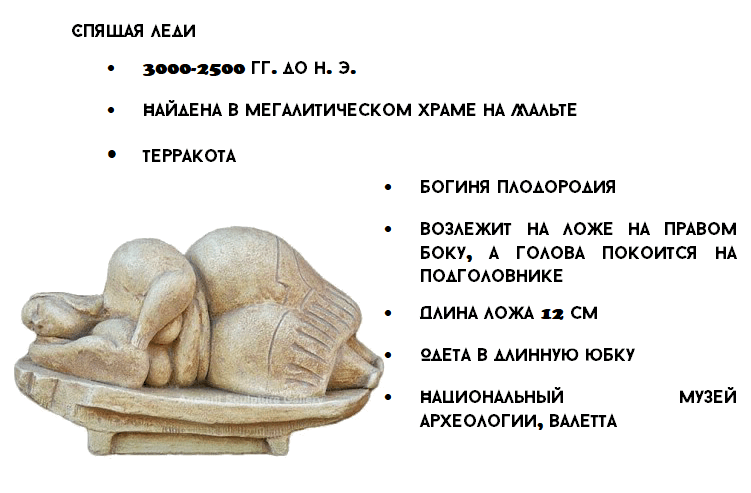 СПЯЩАЯ ЛЕДИ
• 3000-2500 ГГ. ДО Н. Э.
• НАЙДЕНА В МЕГАЛИТИЧЕСКОМ ХРАМЕ НА МАЛЬТЕ
• ТЕРРАКОТА
• БОГИНЯ ПЛОДОРОДИЯ
• ВОЗЛЕЖИТ НА ЛОЖЕ НА ПРАВОМ
БОКУ, А ГОЛОВА ПОКОИТСЯ НА
ПОДГОЛОВНИКЕ
• ДЛИНА ЛОЖА 12 СМ
• ОДЕТА В ДЛИННУЮ ЮБКУ
• НАЦИОНАЛЬНЫЙ МУЗЕЙ
АРХЕОЛОГИИ, ВАЛЕТТА